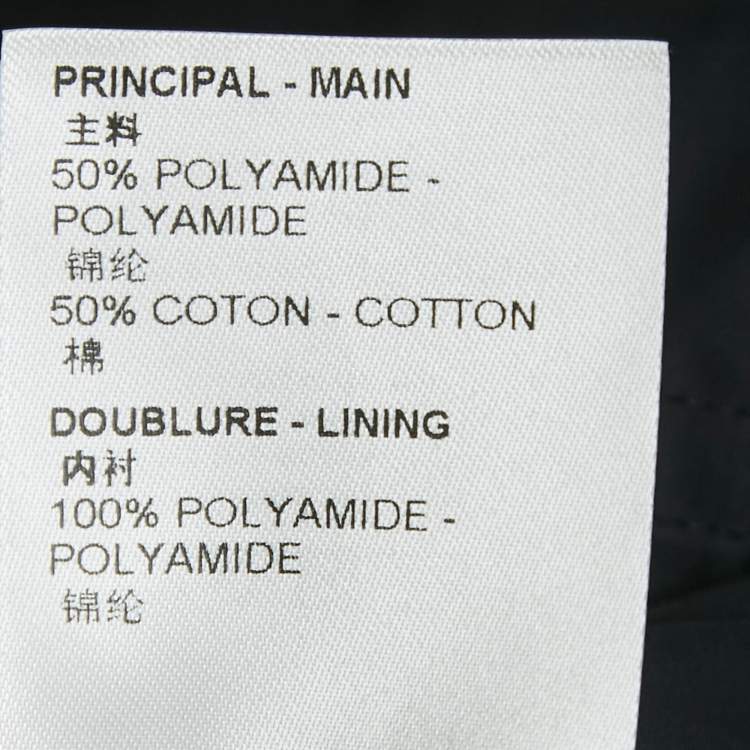 PRINCIPAL - MAIN
主料
50% POLYAMIDE -
POLYAMIDE
锦纶
50% COTON - COTTON
棉
DOUBLURE - LINING
内衬
100% POLYAMIDE -
POLYAMIDE
锦纶